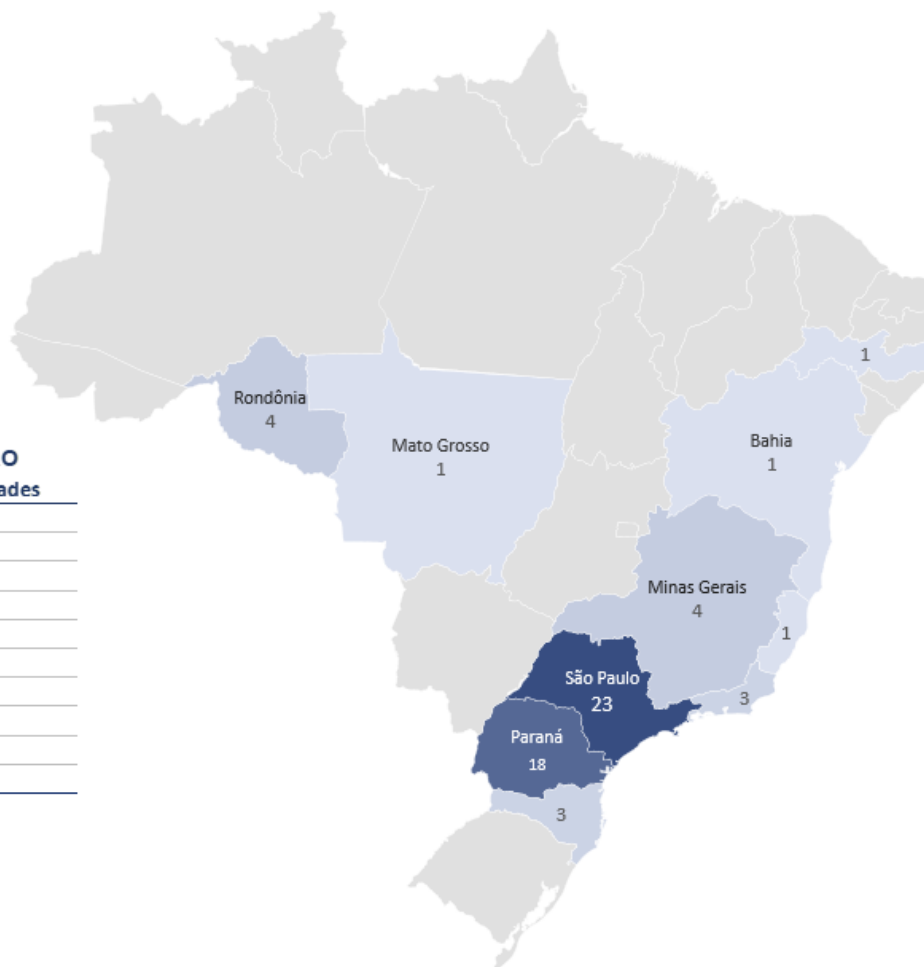 1
Rondônia
4
Mato Grosso
1
Bahia
1
O
ades
Minas Gerais
4
1
São Paulo
23
3
Paraná
18
3